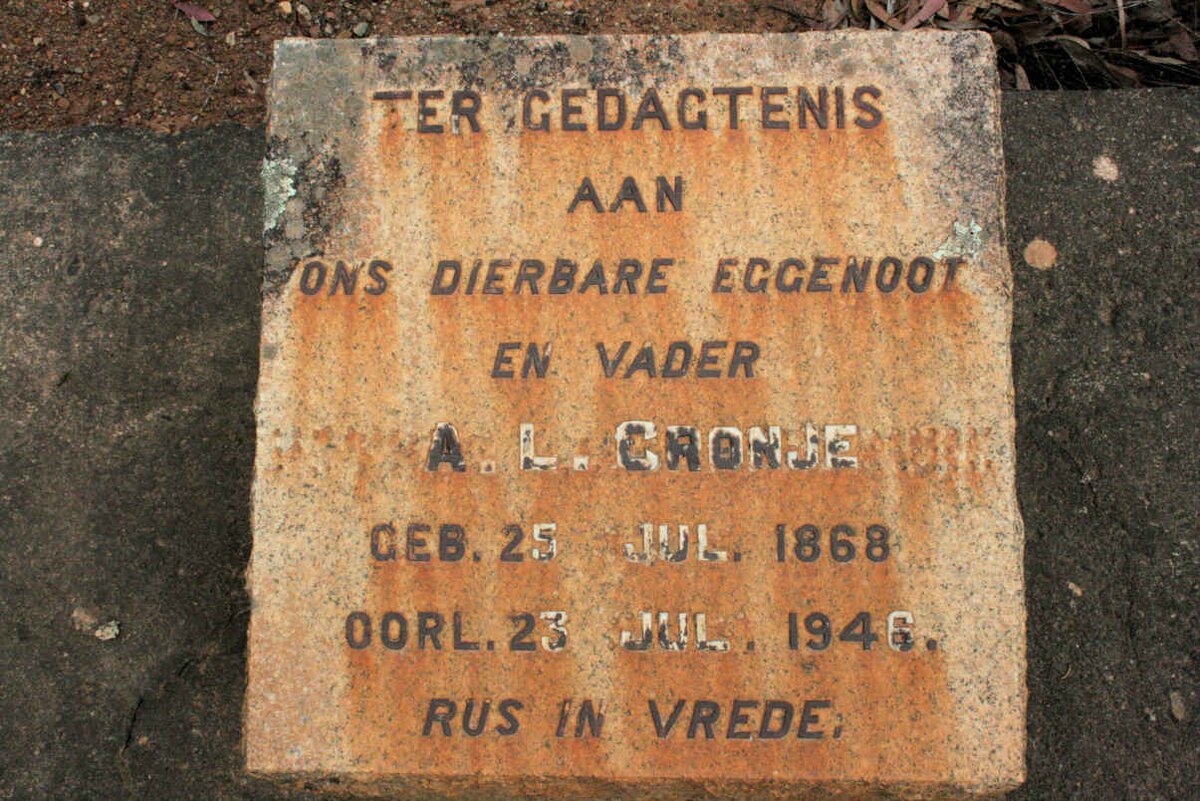 TER GEDAGTENIS
AAN
ONS DIERBARE EGGENOOT
EN VADER
A. L. CRONJE
GEB. 25 JUL. 1868
OORL. 23 JUL. 1946.
RUS IN VREDE.